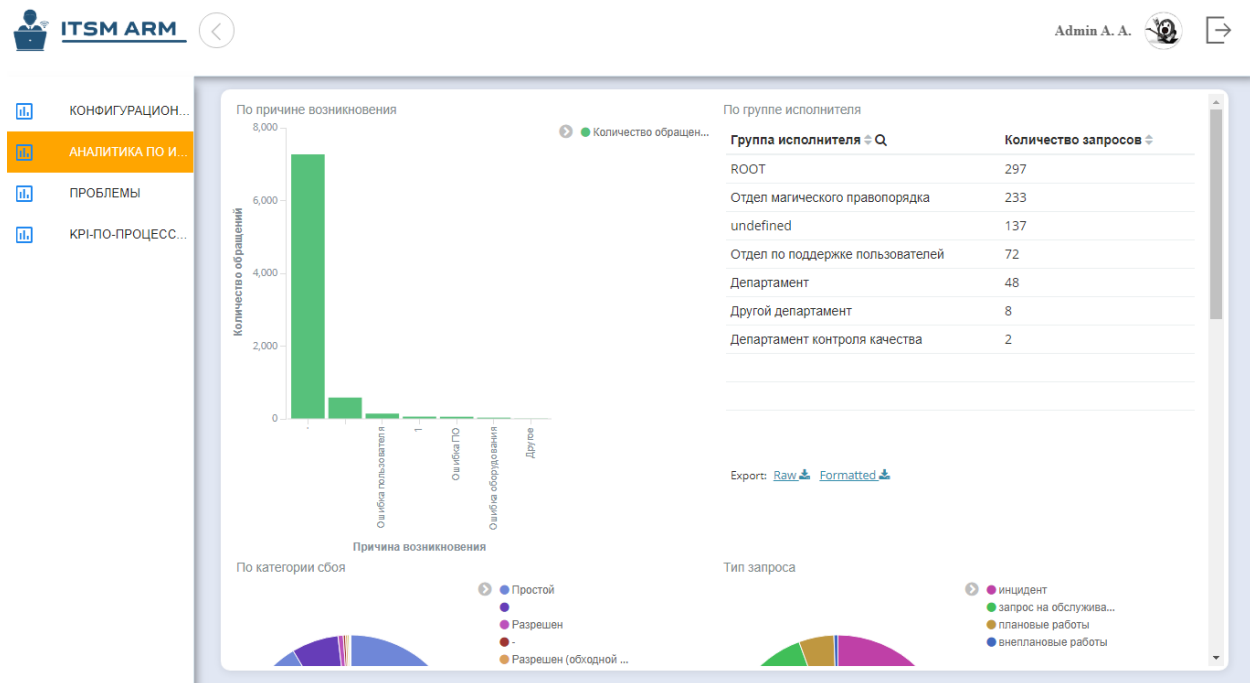 ITSM ARM
Admin A. A.
КОНФИГУРАЦИОН...
АНАЛИТИКА ПО И...
ПРОБЛЕМЫ
KPI-ПО-ПРОЦЕСС...
По причине возникновения
8,000
6,000
4,000
2,000
0
Количество обращений
-
1
Ошибка пользователя
Ошибка ПО
Ошибка оборудования
Другое
Причина возникновения
Количество обращен...
По группе исполнителя
Группа исполнителя Количество запросов
ROOT 297
Отдел магического правопорядка 233
undefined 137
Отдел по поддержке пользователей 72
Департамент 48
Другой департамент 8
Департамент контроля качества 2
Export: Raw Formatted
По категории сбоя
Простой
Разрешен
-
Разрешен (обходной ...
Тип запроса
инцидент
запрос на обслужива...
плановые работы
внеплановые работы